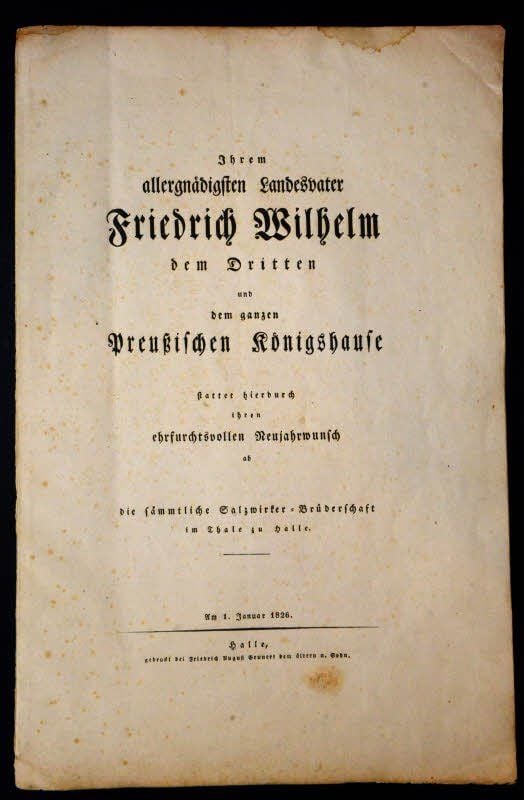 Ihrem
allergnädigsten Landesvater
Friedrich Wilhelm
dem Dritten
und
dem ganzen
Preußischen Königshause
stattet hierdurch
ihren
ehrfurchtsvollen Neujahrwunsch
ab
die sämmtliche Salzwirker-Brüderschaft
im Thale zu Halle.
Am 1. Januar 1826.
Halle,
gedruckt bei Friedrich August Grunert dem ältern u. Sohn.